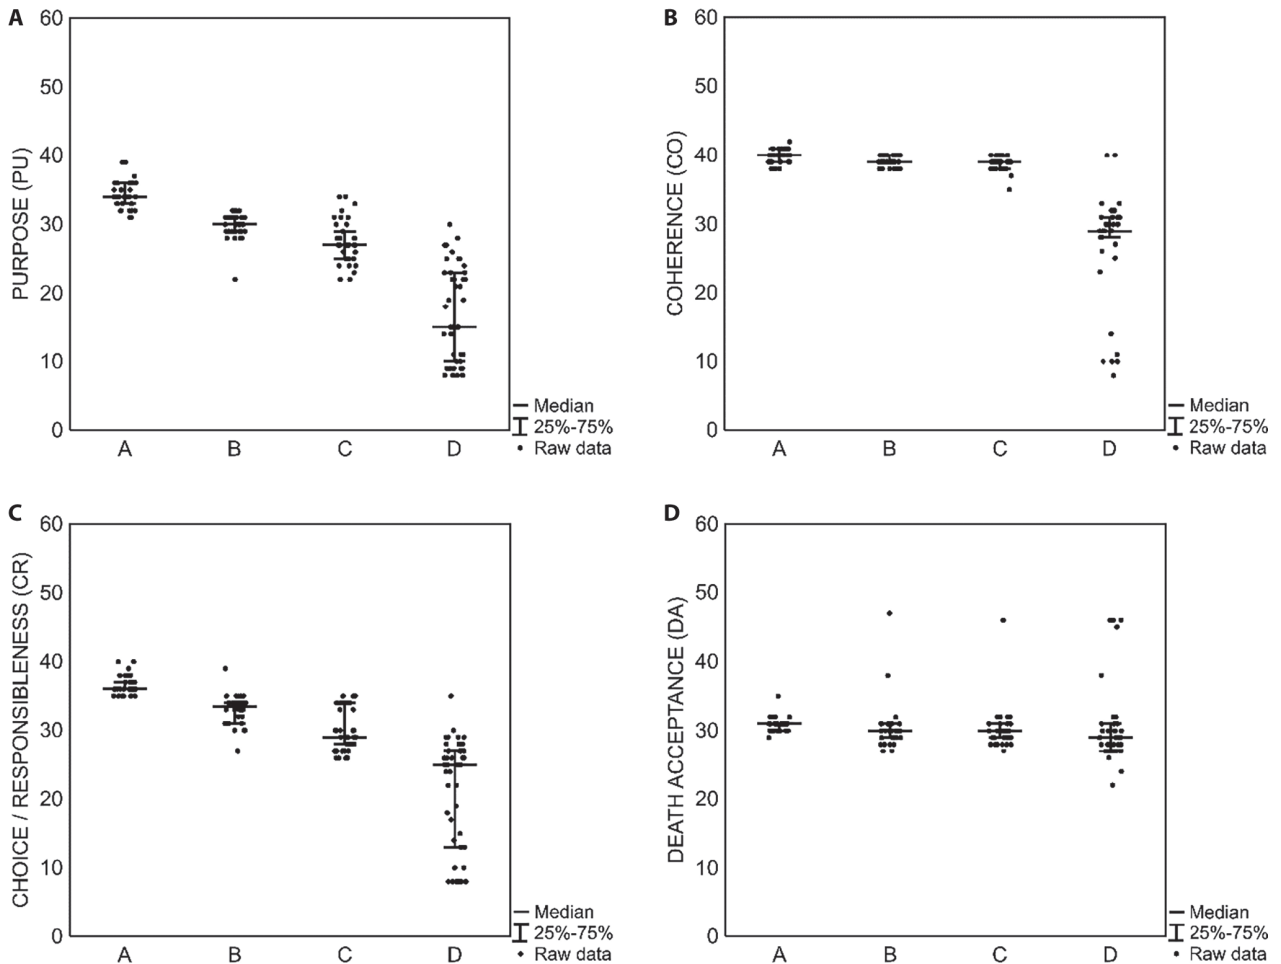 A
PURPOSE (PU)
60
50
40
30
20
10
0
A B C D
Median
25%-75%
Raw data
B
COHERENCE (CO)
60
50
40
30
20
10
0
A B C D
Median
25%-75%
Raw data
C
CHOICE / RESPONSIBLENESS (CR)
60
50
40
30
20
10
0
A B C D
Median
25%-75%
Raw data
D
DEATH ACCEPTANCE (DA)
60
50
40
30
20
10
0
A B C D
Median
25%-75%
Raw data